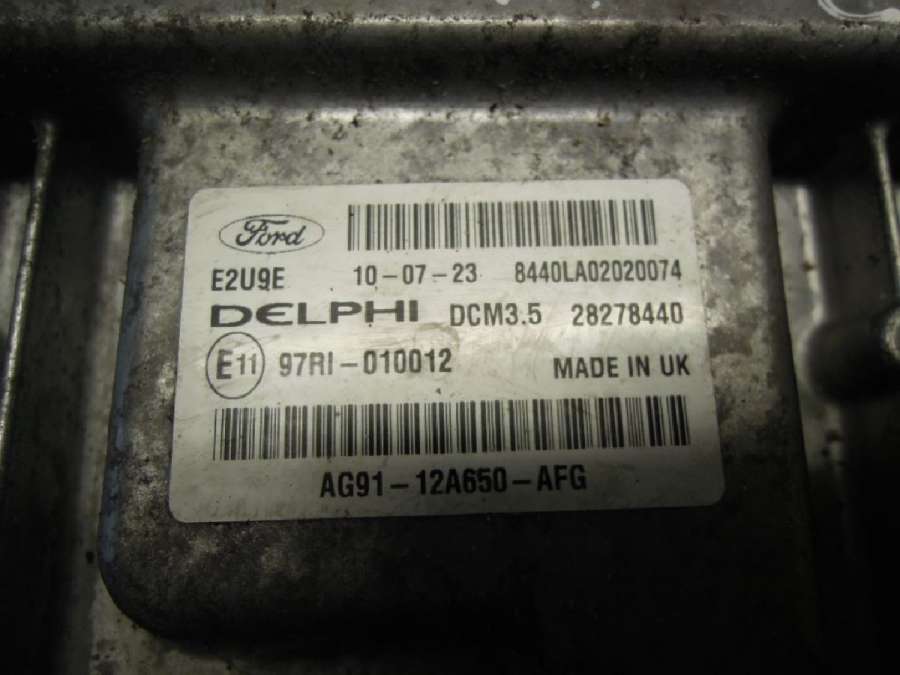 Ford
E2U9E 10-07-23 8440LA02020074
DELPHI DCM3.5 28278440
E11 97RI-010012 MADE IN UK
AG91-12A650-AFG